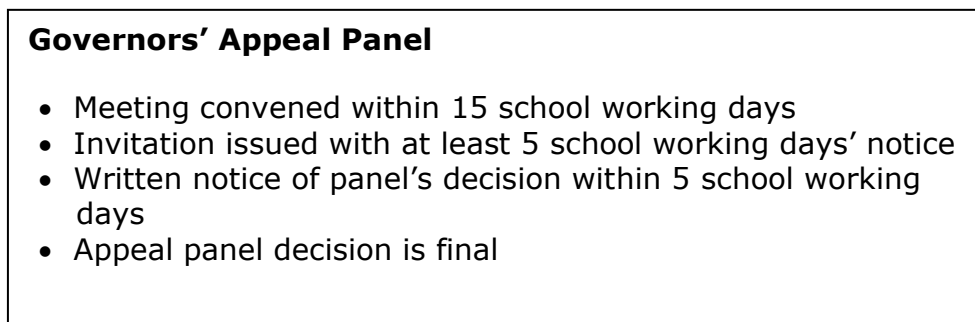 Governors’ Appeal Panel
• Meeting convened within 15 school working days
• Invitation issued with at least 5 school working days’ notice
• Written notice of panel’s decision within 5 school working
days
• Appeal panel decision is final